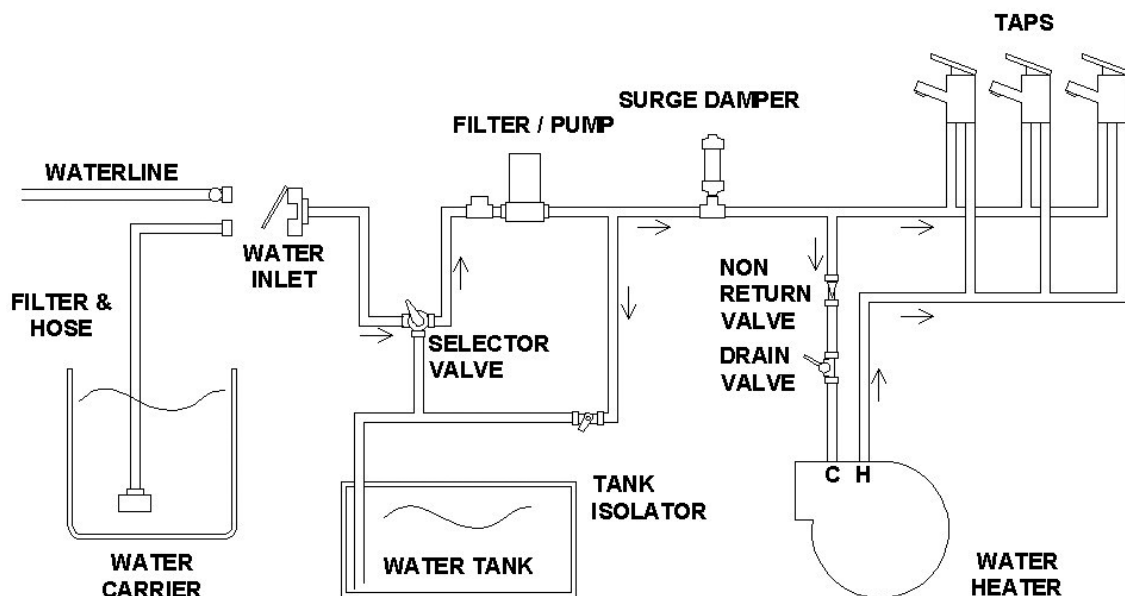 TAPS
SURGE DAMPER
FILTER / PUMP
WATERLINE
WATER
INLET
FILTER &
HOSE
SELECTOR
VALVE
NON
RETURN
VALVE
DRAIN
VALVE
C H
TANK
ISOLATOR
WATER TANK
WATER
CARRIER
WATER
HEATER